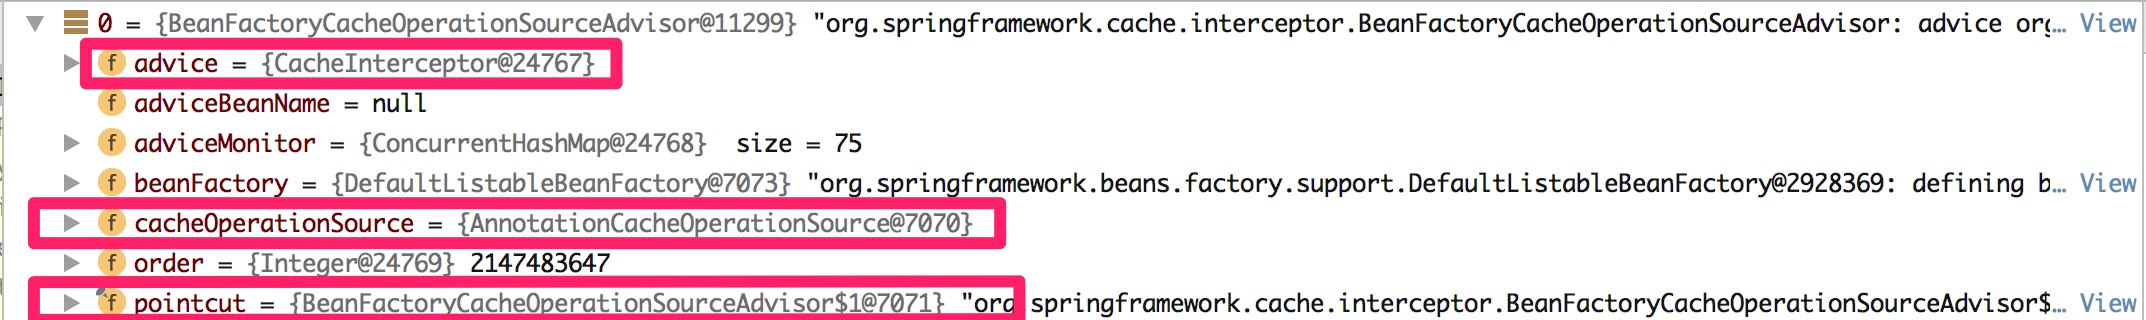 0 = {BeanFactoryCacheOperationSourceAdvisor@11299} "org.springframework.cache.interceptor.BeanFactoryCacheOperationSourceAdvisor: advice org… View
f advice = {CacheInterceptor@24767}
f adviceBeanName = null
f adviceMonitor = {ConcurrentHashMap@24768} size = 75
f beanFactory = {DefaultListableBeanFactory@7073} "org.springframework.beans.factory.support.DefaultListableBeanFactory@2928369: defining b… View
f cacheOperationSource = {AnnotationCacheOperationSource@7070}
f order = {Integer@24769} 2147483647
f pointcut = {BeanFactoryCacheOperationSourceAdvisor$1@7071} "org.springframework.cache.interceptor.BeanFactoryCacheOperationSourceAdvisor$… View